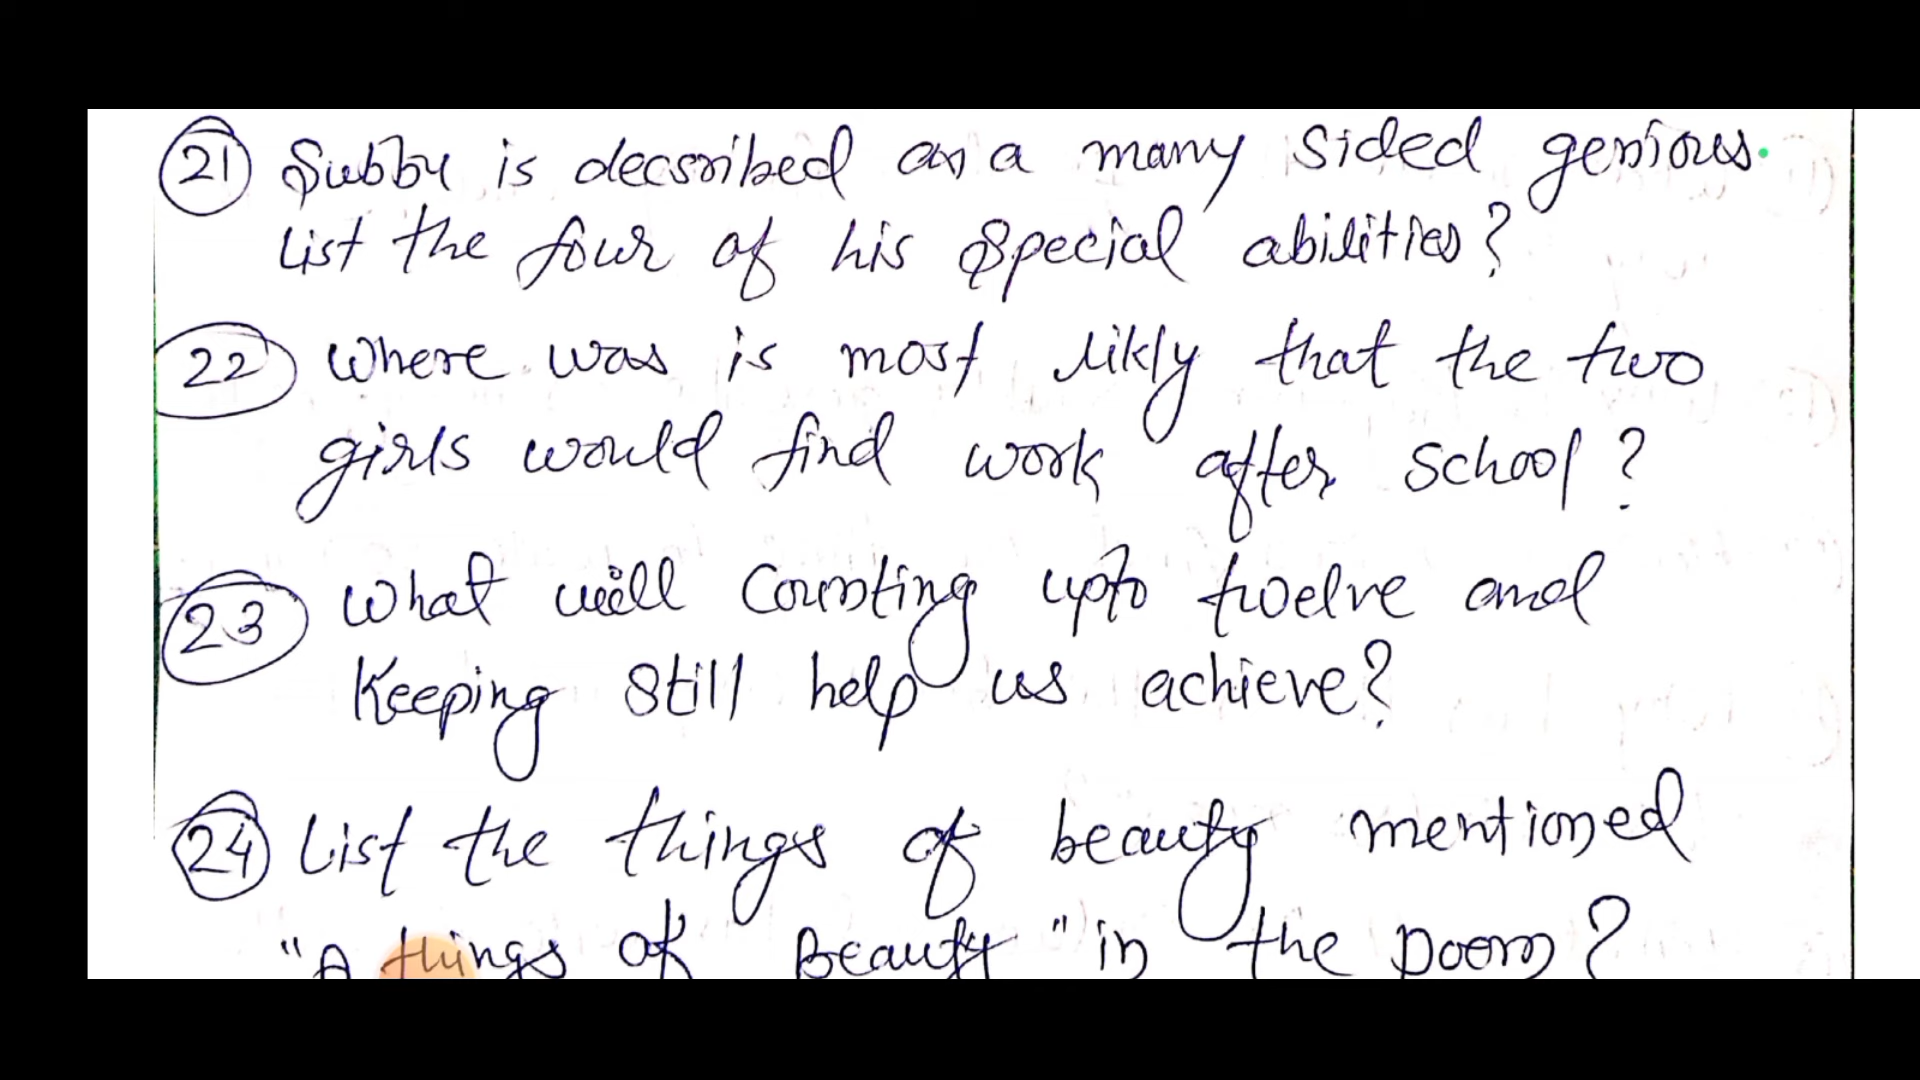 21 Subbu is decsribed as a many sided genious.
List the four of his special abilities?
22 Where was is most likly that the two
girls would find work after school?
23 What will counting upto twelve and
Keeping still help us achieve?
24 List the things of beauty mentioned
"A things of Beauty" in the poem?